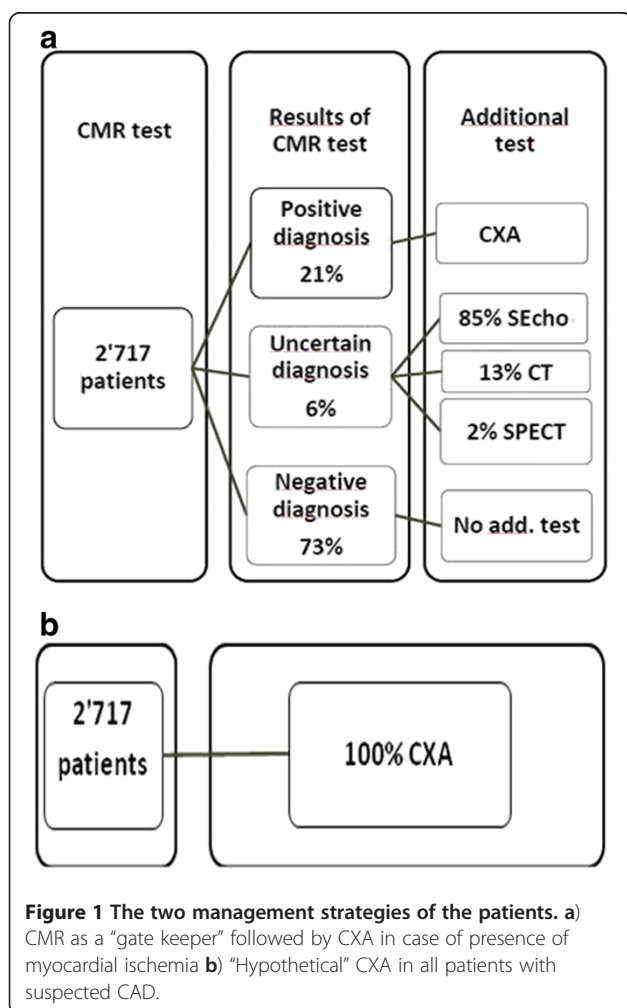 a
CMR test
Results of
CMR test
Additional
test
2'717
patients
Positive
diagnosis
21%
Uncertain
diagnosis
6%
Negative
diagnosis
73%
CXA
85% SEcho
13% CT
2% SPECT
No add. test
b
2'717
patients
100% CXA
Figure 1 The two management strategies of the patients. a)
CMR as a “gate keeper” followed by CXA in case of presence of
myocardial ischemia b) “Hypothetical” CXA in all patients with
suspected CAD.